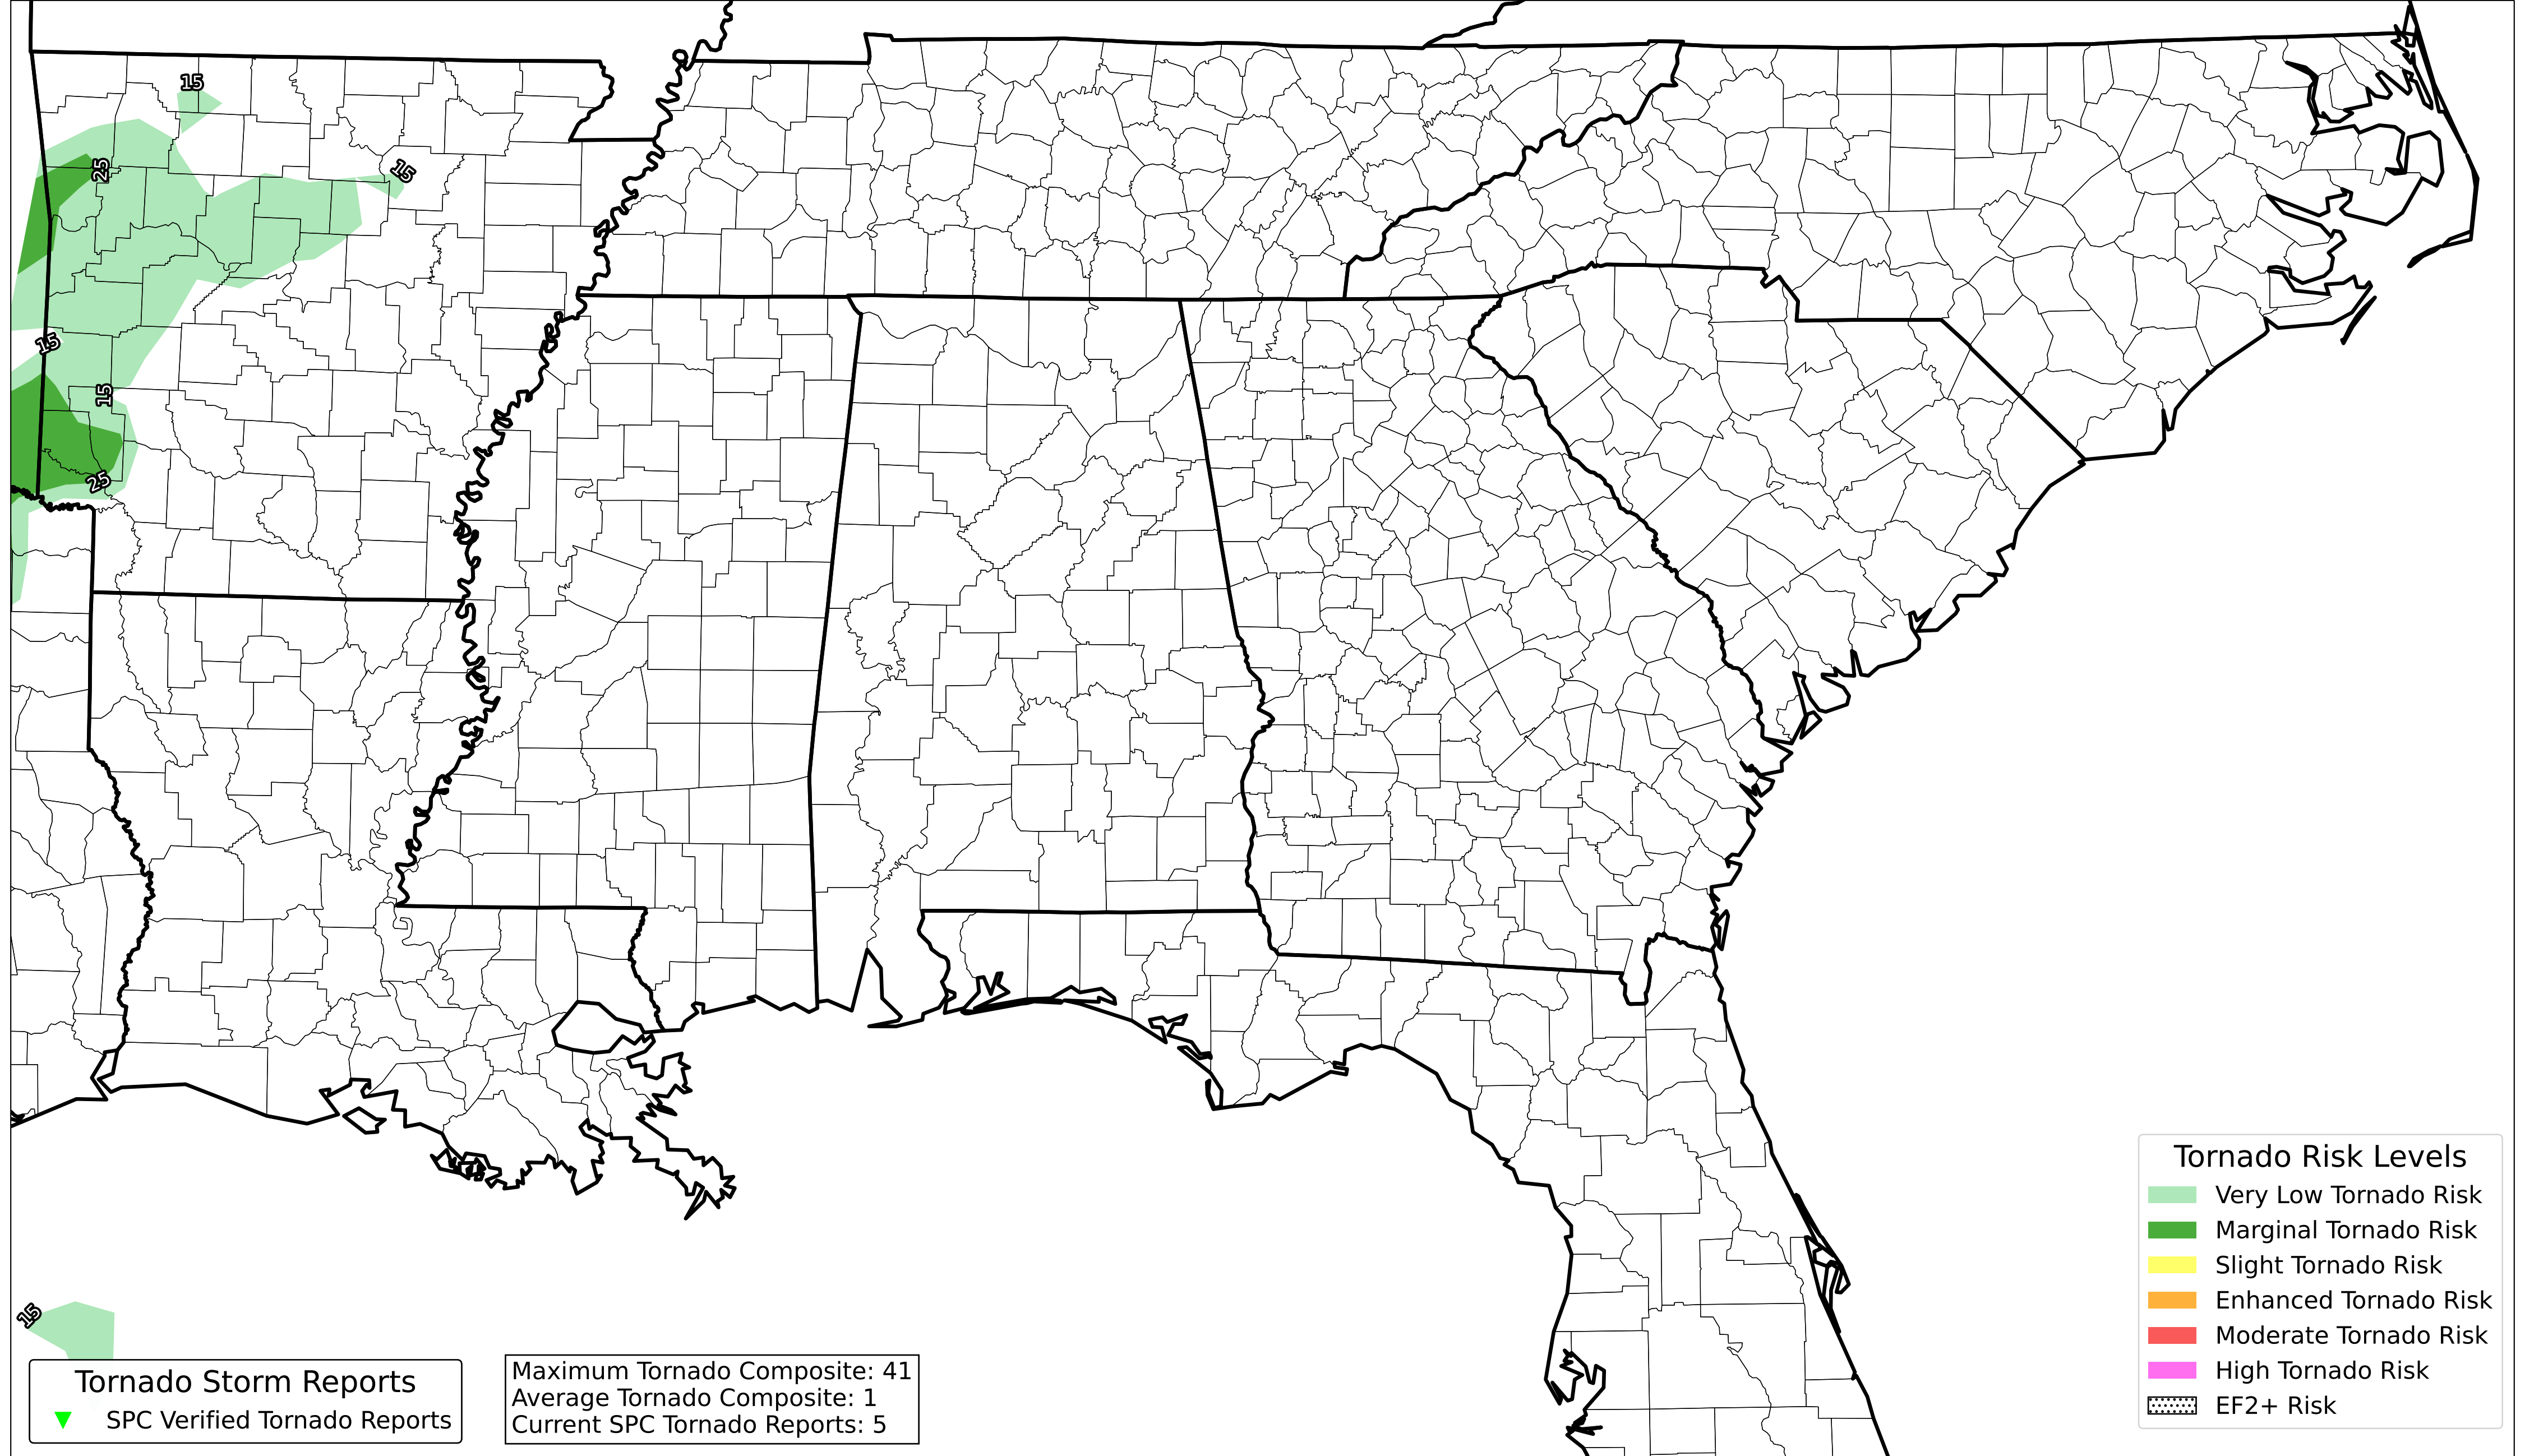 15
25
15
15
15
25
15
Tornado Storm Reports
SPC Verified Tornado Reports
Maximum Tornado Composite: 41
Average Tornado Composite: 1
Current SPC Tornado Reports: 5
Tornado Risk Levels
Very Low Tornado Risk
Marginal Tornado Risk
Slight Tornado Risk
Enhanced Tornado Risk
Moderate Tornado Risk
High Tornado Risk
EF2+ Risk